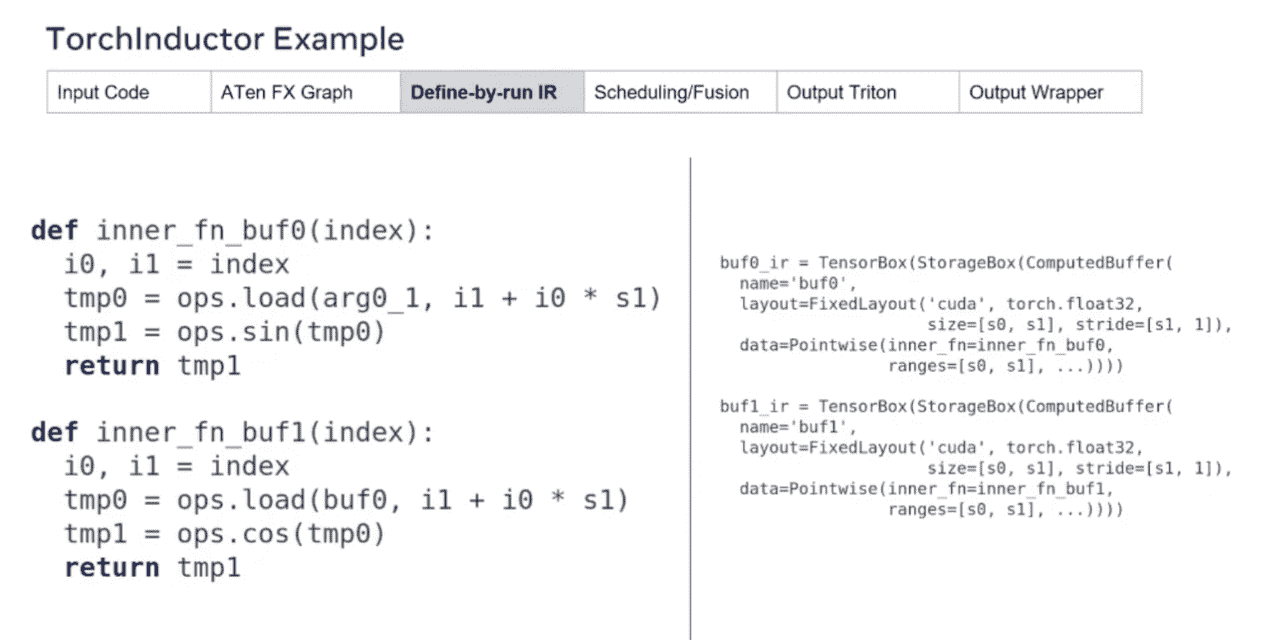 TorchInductor Example
Input Code
ATen FX Graph
Define-by-run IR
Scheduling/Fusion
Output Triton
Output Wrapper
def inner_fn_buf0(index):
  i0, i1 = index
  tmp0 = ops.load(arg0_1, i1 + i0 * s1)
  tmp1 = ops.sin(tmp0)
  return tmp1
def inner_fn_buf1(index):
  i0, i1 = index
  tmp0 = ops.load(buf0, i1 + i0 * s1)
  tmp1 = ops.cos(tmp0)
  return tmp1
buf0_ir = TensorBox(StorageBox(ComputedBuffer(
  name='buf0',
  layout=FixedLayout('cuda', torch.float32,
                     size=[s0, s1], stride=[s1, 1]),
  data=Pointwise(inner_fn=inner_fn_buf0,
                 ranges=[s0, s1], ...))))
buf1_ir = TensorBox(StorageBox(ComputedBuffer(
  name='buf1',
  layout=FixedLayout('cuda', torch.float32,
                     size=[s0, s1], stride=[s1, 1]),
  data=Pointwise(inner_fn=inner_fn_buf1,
                 ranges=[s0, s1], ...))))